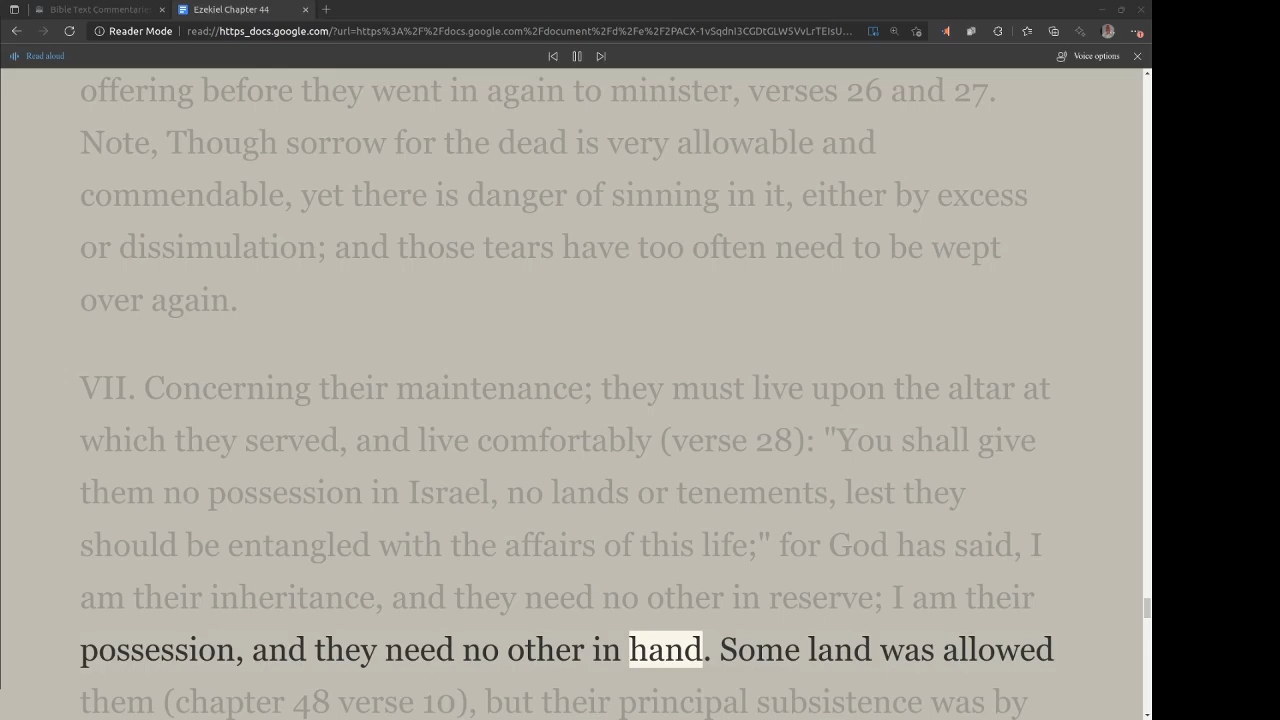 Bible Text Commentarie
Ezekiel Chapter 44
Reader Mode
read://https_docs.google.com/?url=https%3A%2F%2Fdocs.google.com%2Fdocument%2Fd%2Fe%2F2PACX-1vSqdnI3CGDtGLW5VvLrTEIsU...
Read aloud
Voice options
offering before they went in again to minister, verses 26 and 27.
Note, Though sorrow for the dead is very allowable and
commendable, yet there is danger of sinning in it, either by excess
or dissimulation; and those tears have too often need to be wept
over again.
VII. Concerning their maintenance; they must live upon the altar at
which they served, and live comfortably (verse 28): "You shall give
them no possession in Israel, no lands or tenements, lest they
should be entangled with the affairs of this life;" for God has said, I
am their inheritance, and they need no other in reserve; I am their
possession, and they need no other in hand. Some land was allowed
them (chapter 48 verse 10), but their principal subsistence was by